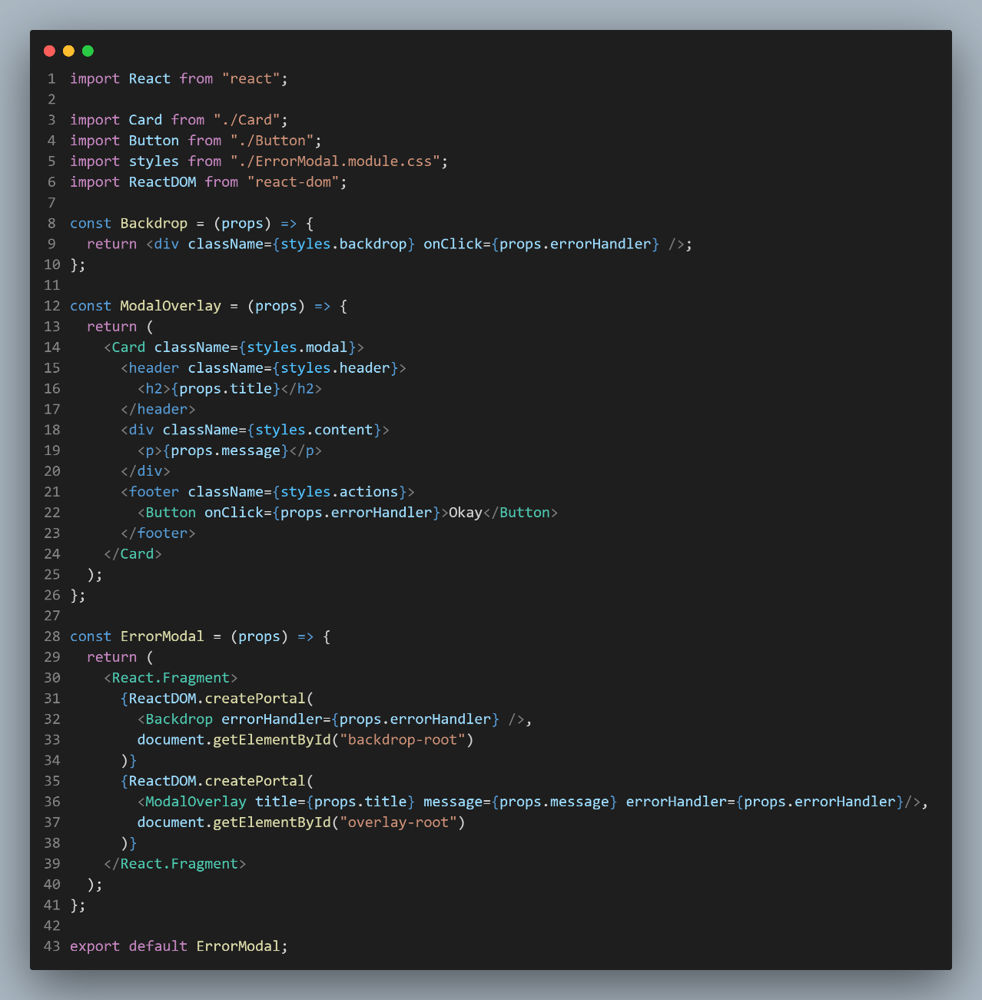 1 import React from "react";
2
3 import Card from "./Card";
4 import Button from "./Button";
5 import styles from "./ErrorModal.module.css";
6 import ReactDOM from "react-dom";
7
8 const Backdrop = (props) => {
9   return <div className={styles.backdrop} onClick={props.errorHandler} />;
10 };
11
12 const ModalOverlay = (props) => {
13   return (
14     <Card className={styles.modal}>
15       <header className={styles.header}>
16         <h2>{props.title}</h2>
17       </header>
18       <div className={styles.content}>
19         <p>{props.message}</p>
20       </div>
21       <footer className={styles.actions}>
22         <Button onClick={props.errorHandler}>Okay</Button>
23       </footer>
24     </Card>
25   );
26 };
27
28 const ErrorModal = (props) => {
29   return (
30     <React.Fragment>
31       {ReactDOM.createPortal(
32         <Backdrop errorHandler={props.errorHandler} />,
33         document.getElementById("backdrop-root")
34       )}
35       {ReactDOM.createPortal(
36         <ModalOverlay title={props.title} message={props.message} errorHandler={props.errorHandler}/>,
37         document.getElementById("overlay-root")
38       )}
39     </React.Fragment>
40   );
41 };
42
43 export default ErrorModal;